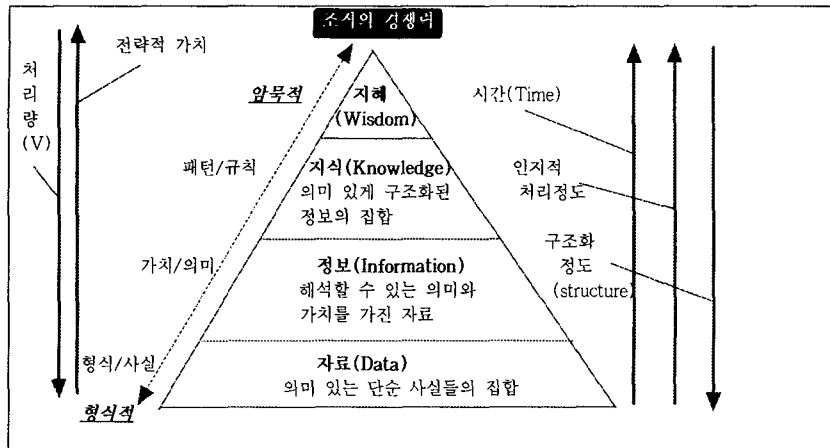 조직의 경쟁력
전략적 가치
처
리
량
(V)
암묵적
지혜
(Wisdom)
시간(Time)
패턴/규칙
지식(Knowledge)
의미 있게 구조화된
정보의 집합
인지적
처리정도
가치/의미
정보(Information)
해석할 수 있는 의미와
가치를 가진 자료
구조화
정도
(structure)
형식/사실
자료(Data)
의미 있는 단순 사실들의 집합
형식적